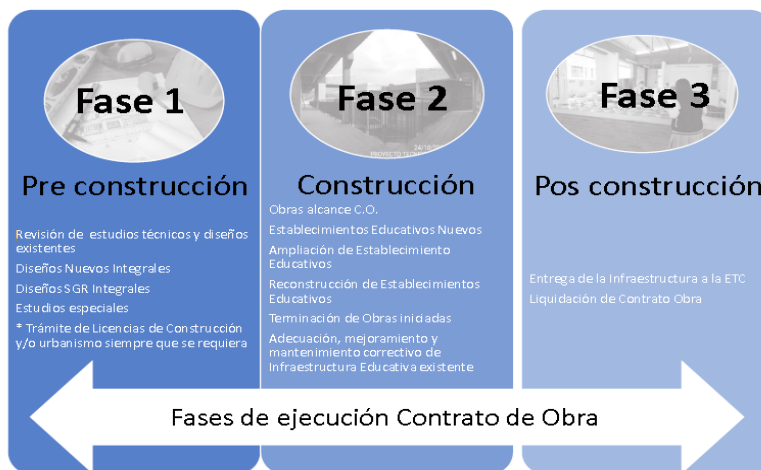 Fase 1
Pre construcción
Revisión de estudios técnicos y diseños
existentes
Diseños Nuevos Integrales
Diseños SGR Integrales
Estudios especiales
* Trámite de Licencias de Construcción
y/o urbanismo siempre que se requiera
Fase 2
24/10/20
PROYECTO
Construcción
Obras alcance C.O.
Establecimientos Educativos Nuevos
Ampliación de Establecimiento
Educativos
Reconstrucción de Establecimientos
Educativos
Terminación de Obras iniciadas
Adecuación, mejoramiento y
mantenimiento correctivo de
Infraestructura Educativa existente
Fase 3
Pos construcción
Entrega de la Infraestructura a la ETC
Liquidación de Contrato Obra
Fases de ejecución Contrato de Obra